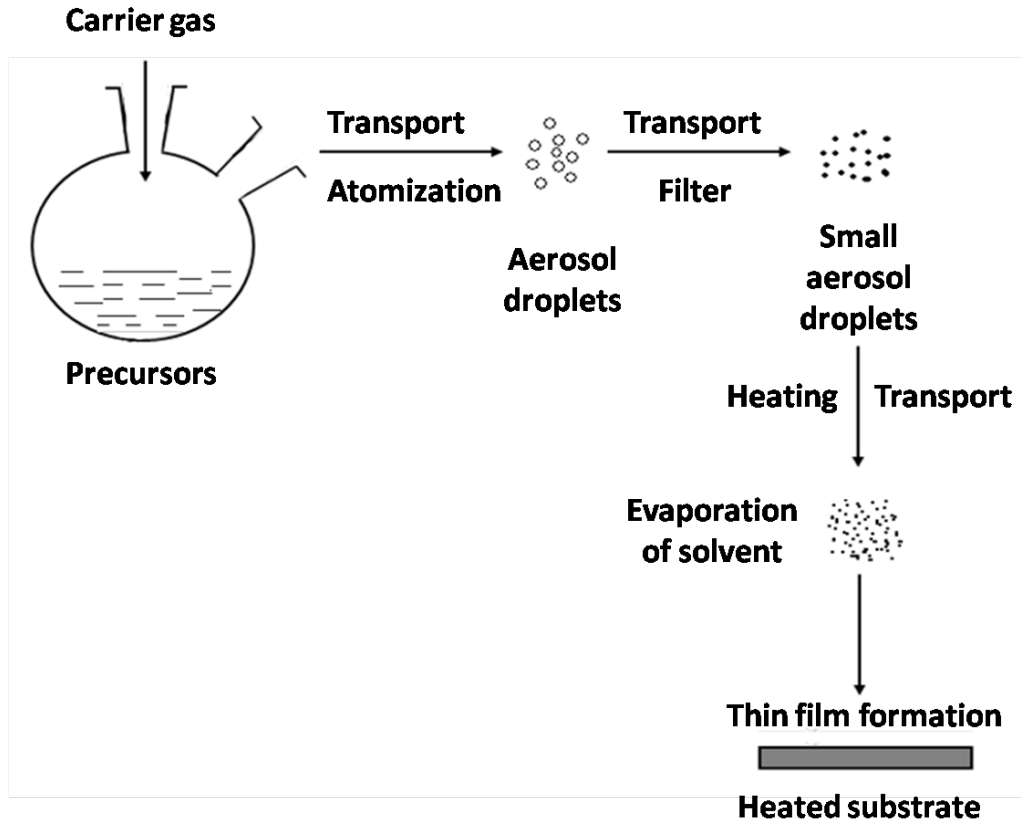 Carrier gas
Transport
Atomization
Transport
Filter
Aerosol
droplets
Small
aerosol
droplets
Precursors
Heating
Transport
Evaporation
of solvent
Thin film formation
Heated substrate